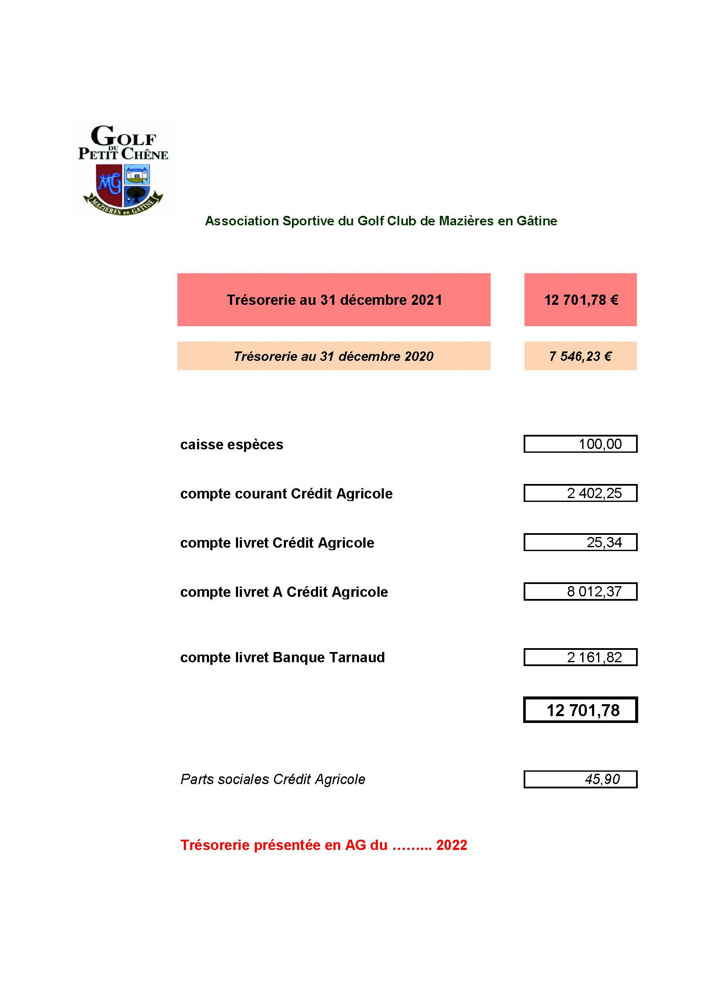 GOLF
DU
PETIT CHÊNE
MG
MAZIERES en GATINE
Association Sportive du Golf Club de Mazières en Gâtine
Trésorerie au 31 décembre 2021 12 701,78 €
Trésorerie au 31 décembre 2020 7 546,23 €
caisse espèces 100,00
compte courant Crédit Agricole 2 402,25
compte livret Crédit Agricole 25,34
compte livret A Crédit Agricole 8 012,37
compte livret Banque Tarnaud 2 161,82
12 701,78
Parts sociales Crédit Agricole 45,90
Trésorerie présentée en AG du ……... 2022